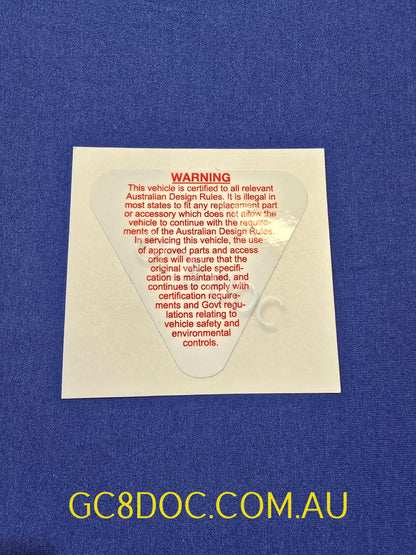 WARNING
This vehicle is certified to all relevant
Australian Design Rules. It is illegal in
most states to fit any replacement part
or accessory which does not allow the
vehicle to continue with the require-
ments of the Australian Design Rules.
In servicing this vehicle, the use
of approved parts and access
ories will ensure that the
original vehicle specifi-
cation is maintained, and
continues to comply with
certification require-
ments and Govt regu-
lations relating to
vehicle safety and
environmental
controls.
GC8DOC.COM.AU